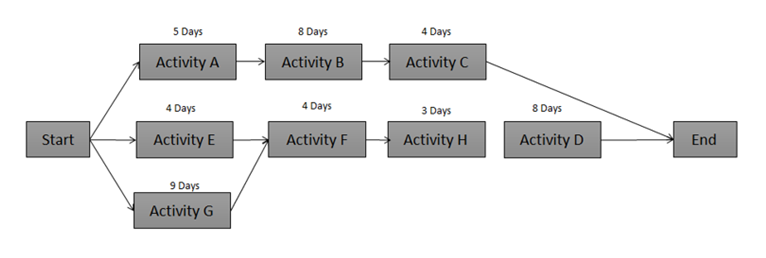 5 Days
8 Days
4 Days
Activity A
Activity B
Activity C
4 Days
4 Days
3 Days
8 Days
Start
Activity E
Activity F
Activity H
Activity D
End
9 Days
Activity G